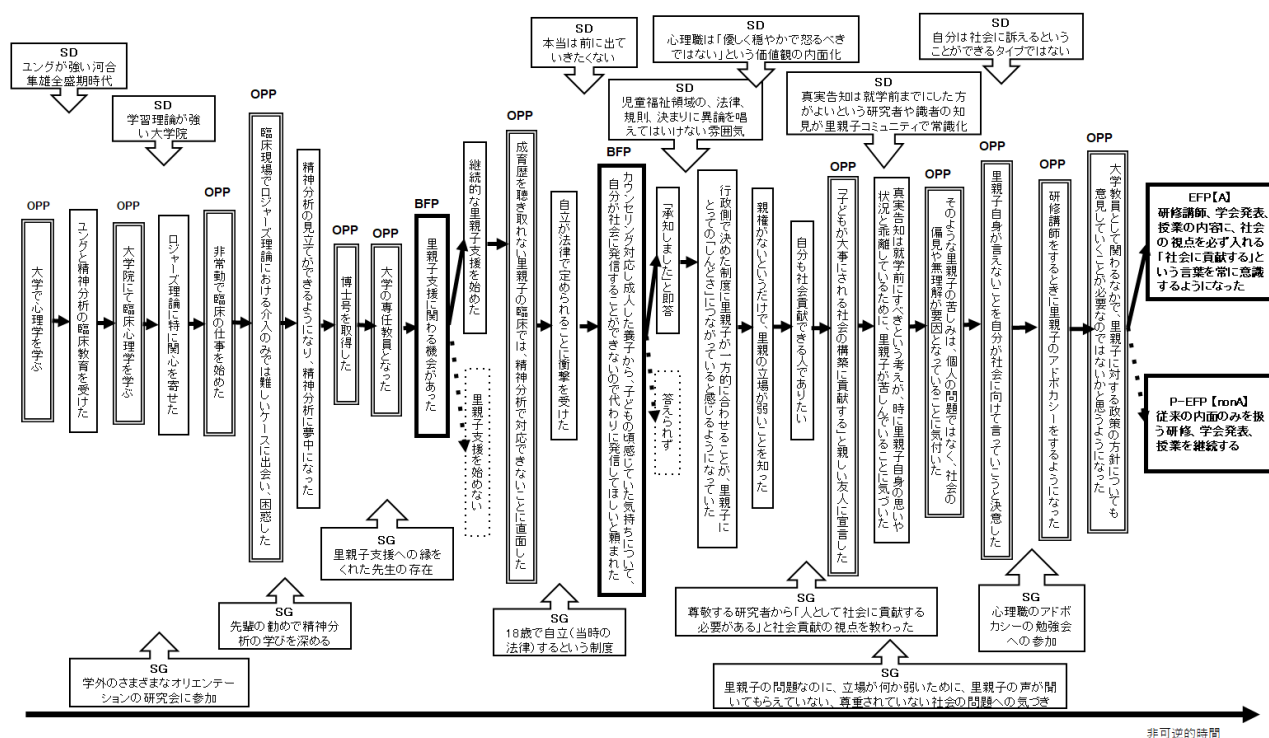 SD
ユングが強い河合
隼雄全盛期時代
SD
学習理論が強
い大学院
SD
本当は前に出て
いきたくない
SD
心理職は「優しく穏やかで怒るべき
ではない」という価値観の内面化
SD
児童福祉領域の、法律、
規則、決まりに異論を唱
えてはいけない雰囲気
SD
真実告知は就学前までにした方
がよいという研究者や識者の知
見が里親子コミュニティで常識化
SD
自分は社会に訴えるという
ことができるタイプではない
OPP
大学で心理学を学ぶ
ユングと精神分析の臨床教育を受けた
OPP
大学院にて臨床心理学を学ぶ
ロジャーズ理論に特に関心を寄せた
OPP
非常勤で臨床の仕事を始めた
OPP
臨床現場でロジャーズ理論における介入のみでは難しいケースに出会い、困惑した
精神分析の見立てができるようになり、精神分析に夢中になった
OPP
博士号を取得した
OPP
大学の専任教員となった
BFP
里親子支援に関わる機会があった
継続的な里親子支援を始めた
里親子支援を始めない
OPP
成育歴を聴き取れない里親子の臨床では、精神分析で対応できないことに直面した
自立が法律で定められることに衝撃を受けた
BFP
カウンセリング対応し成人した養子から、子どもの頃感じていた気持ちについて、
自分が社会に発信することができないので代わりに発信してほしいと頼まれた
「承知しました」と即答
答えられず
行政側で決めた制度に里親子が一方的に合わせることが、里親子に
とっての「しんどさ」につながっていると感じるようになっていた
親権がないというだけで、里親の立場が弱いことを知った
自分も社会貢献できる人でありたい
OPP
「子どもが大事にされる社会の構築に貢献する」と親しい友人に宣言した
真実告知は就学前にすべきという考えが、時に里親子自身の思いや
状況と乖離しているために、里親子が苦しんでいることに気づいた
OPP
そのような里親子の苦しみは、個人の問題ではなく、社会の
偏見や無理解が要因となっていることに気付いた
OPP
里親子自身が言えないことを自分が社会に向けて言っていこうと決意した
OPP
研修講師をするときに里親子のアドボカシーをするようになった
OPP
大学教員として関わるなかで、里親子に対する政策の方針についても
意見していくことが必要なのではないかと思うようになった
EFP【A】
研修講師、学会発表、
授業の内容に、社会
の視点を必ず入れる
「社会に貢献する」と
いう言葉を常に意識
するようになった
P-EFP【nonA】
従来の内面のみを扱
う研修、学会発表、
授業を継続する
SG
学外のさまざまなオリエンテー
ションの研究会に参加
SG
先輩の勧めで精神分
析の学びを深める
SG
里親子支援への縁を
くれた先生の存在
SG
18歳で自立(当時の
法律)するという制度
SG
尊敬する研究者から「人として社会に貢献する
必要がある」と社会貢献の視点を教わった
SG
里親子の問題なのに、立場が何か弱いために、里親子の声が聞
いてもらえていない、尊重されていない社会の問題への気づき
SG
心理職のアドボ
カシーの勉強会
への参加
非可逆的時間